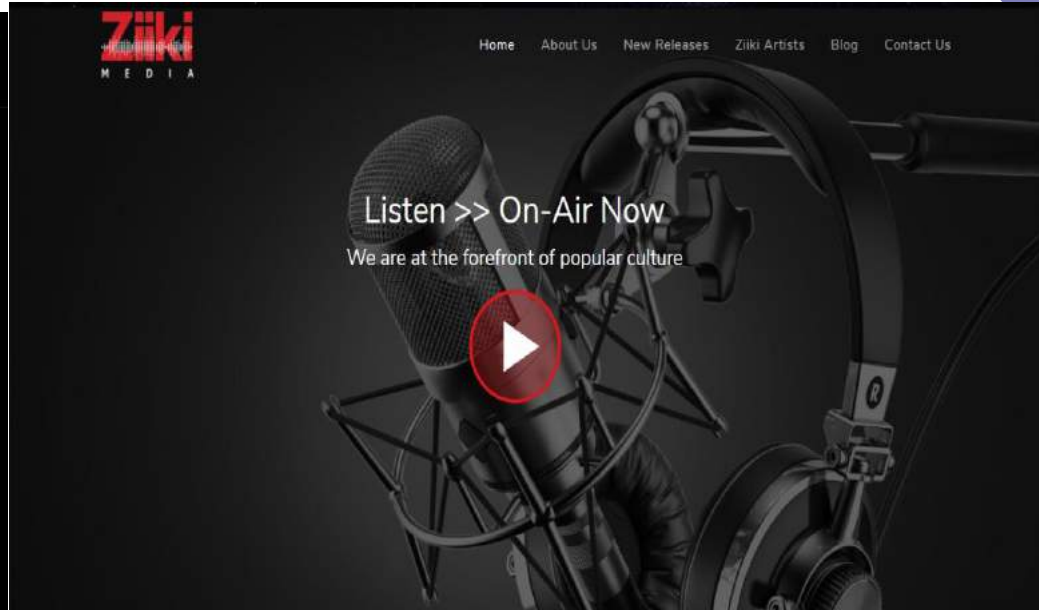 Ziiki
MEDIA
Home About Us New Releases Ziiki Artists Blog Contact Us
Listen >> On-Air Now
We are at the forefront of popular culture
R